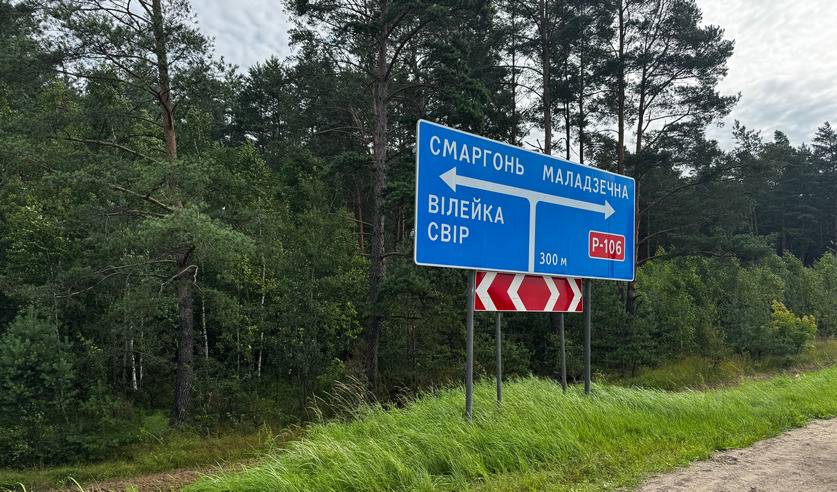 СМАРГОНЬ
МАЛАДЗЕЧНА
ВІЛЕЙКА
СВІР
Р-106
300 м